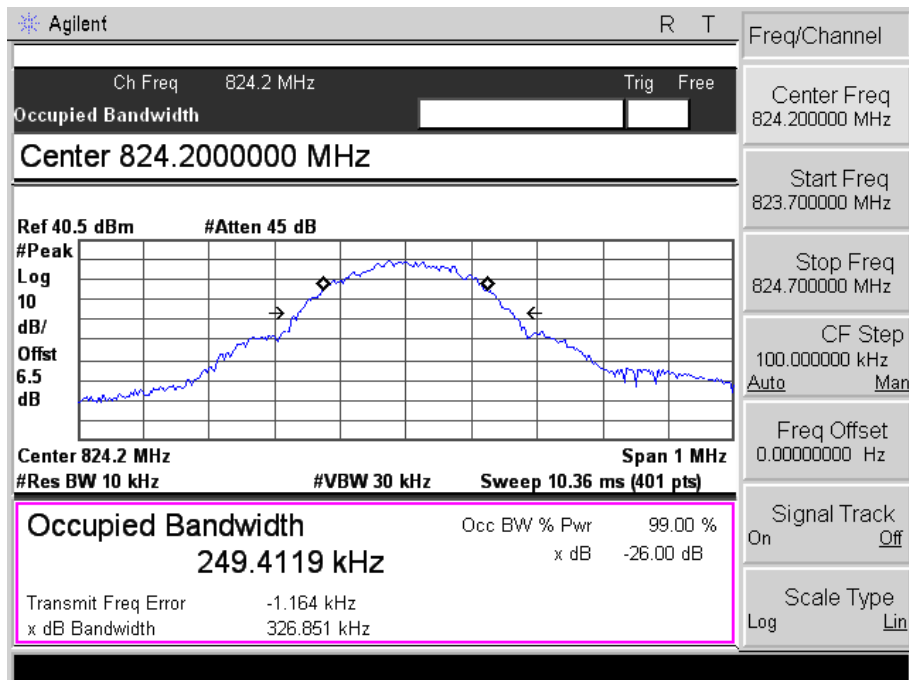 Agilent R T
Ch Freq 824.2 MHz Trig Free
Occupied Bandwidth
Center 824.2000000 MHz
Ref 40.5 dBm #Atten 45 dB
#Peak
Log
10
dB/
Offst
6.5
dB
Center 824.2 MHz Span 1 MHz
#Res BW 10 kHz #VBW 30 kHz Sweep 10.36 ms (401 pts)
Occupied Bandwidth Occ BW % Pwr 99.00 %
249.4119 kHz x dB -26.00 dB
Transmit Freq Error -1.164 kHz
x dB Bandwidth 326.851 kHz
Freq/Channel
Center Freq
824.200000 MHz
Start Freq
823.700000 MHz
Stop Freq
824.700000 MHz
CF Step
100.000000 kHz
Auto Man
Freq Offset
0.00000000 Hz
Signal Track
On Off
Scale Type
Log Lin